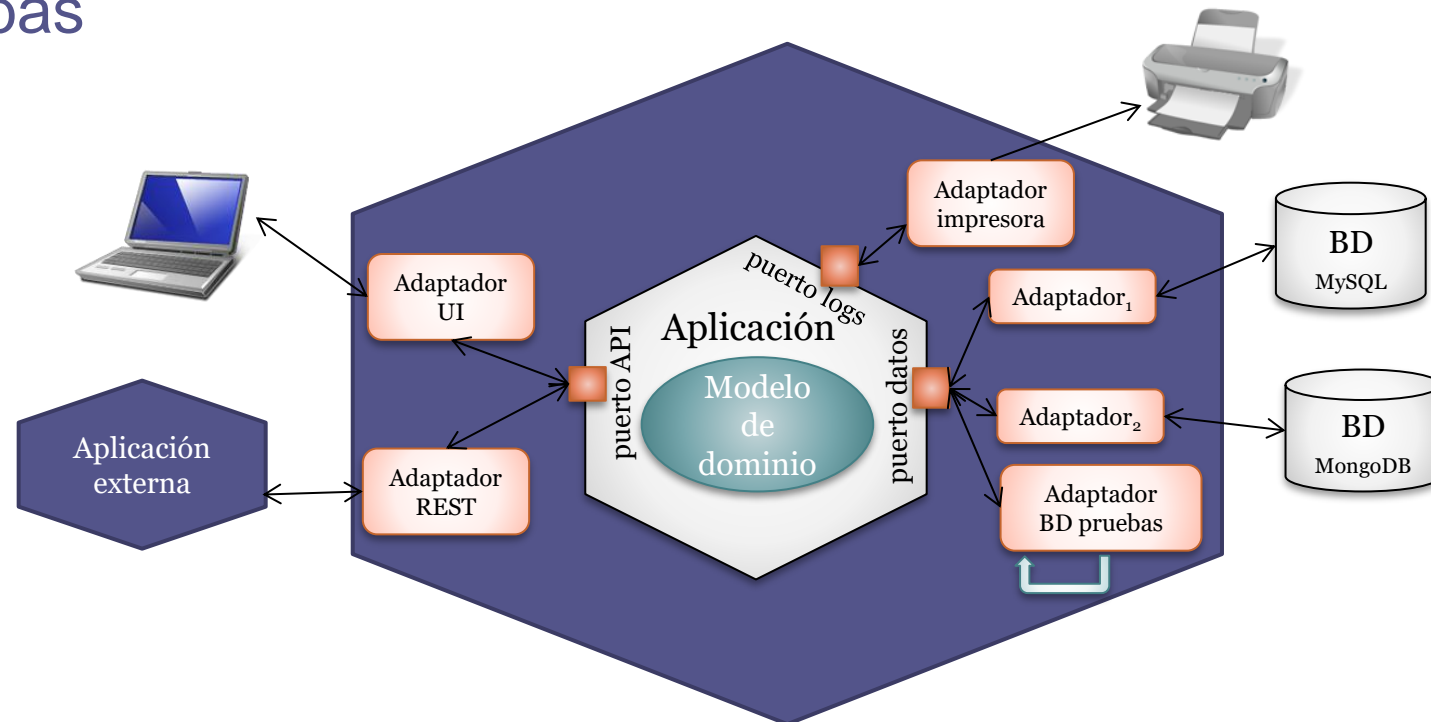 Adaptador
impresora
BD
MySQL
Adaptador
UI
puerto logs
Adaptador₁
Aplicación
puerto API
puerto datos
Modelo
de
dominio
Adaptador₂
BD
MongoDB
Aplicación
externa
Adaptador
REST
Adaptador
BD pruebas